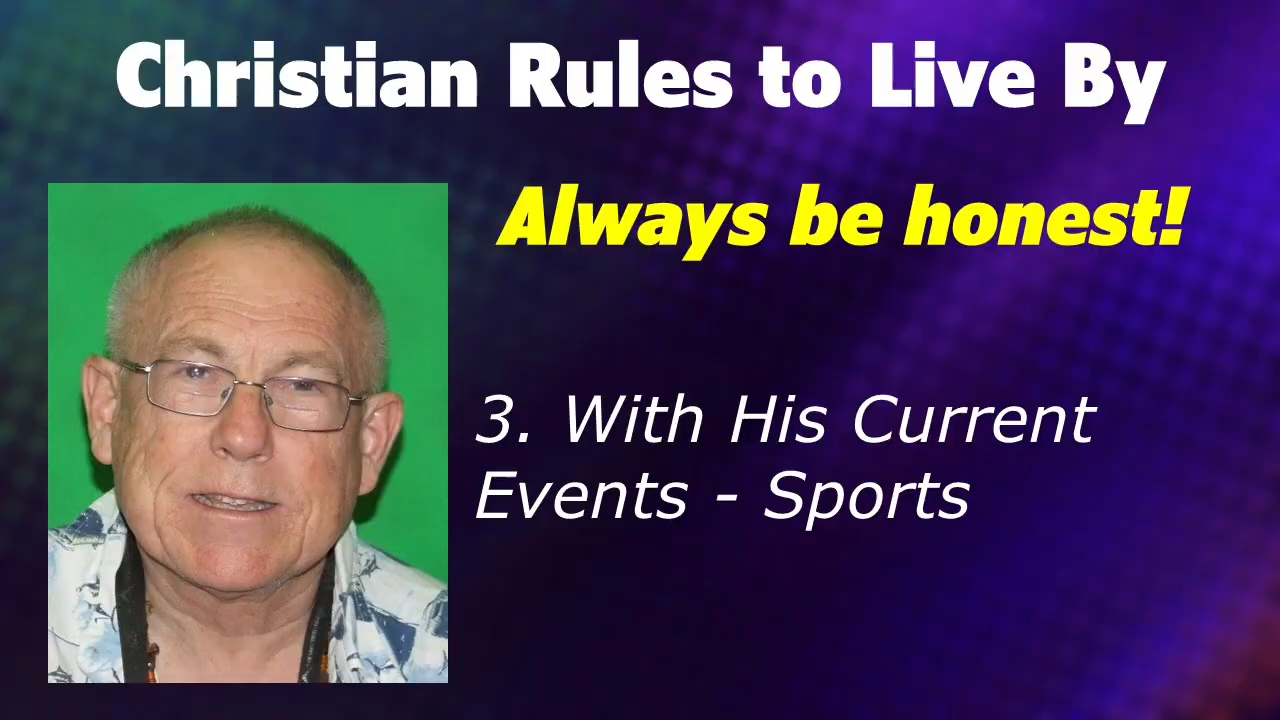 Christian Rules to Live By
Always be honest!
3. With His Current
Events - Sports